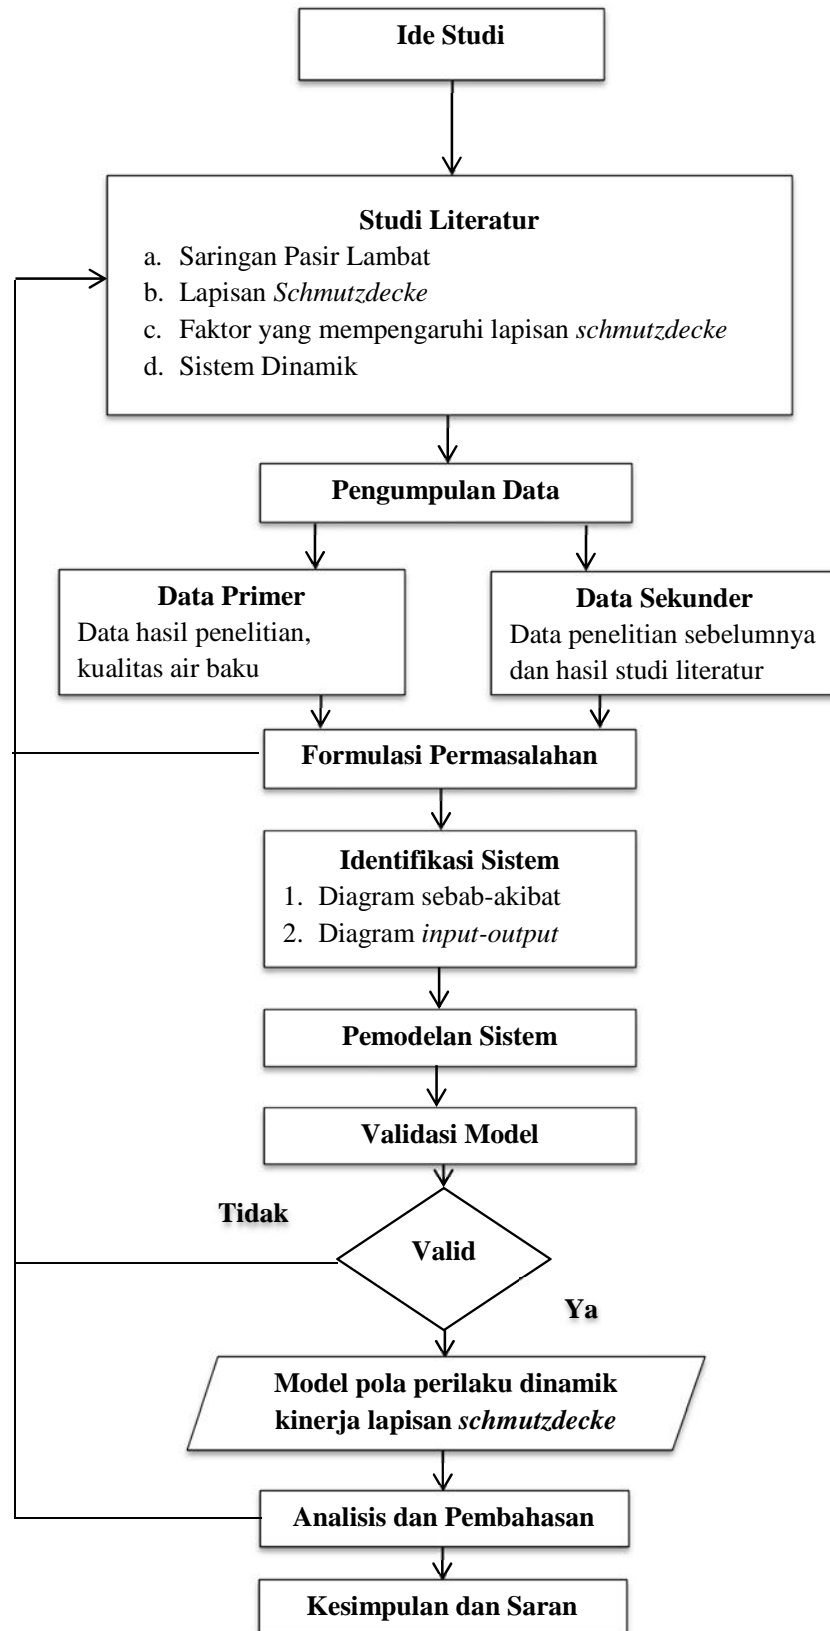 Ide Studi
Studi Literatur
a. Saringan Pasir Lambat
b. Lapisan Schmutzdecke
c. Faktor yang mempengaruhi lapisan schmutzdecke
d. Sistem Dinamik
Pengumpulan Data
Data Primer
Data hasil penelitian,
kualitas air baku
Data Sekunder
Data penelitian sebelumnya
dan hasil studi literatur
Formulasi Permasalahan
Identifikasi Sistem
1. Diagram sebab-akibat
2. Diagram input-output
Pemodelan Sistem
Validasi Model
Tidak
Valid
Ya
Model pola perilaku dinamik
kinerja lapisan schmutzdecke
Analisis dan Pembahasan
Kesimpulan dan Saran